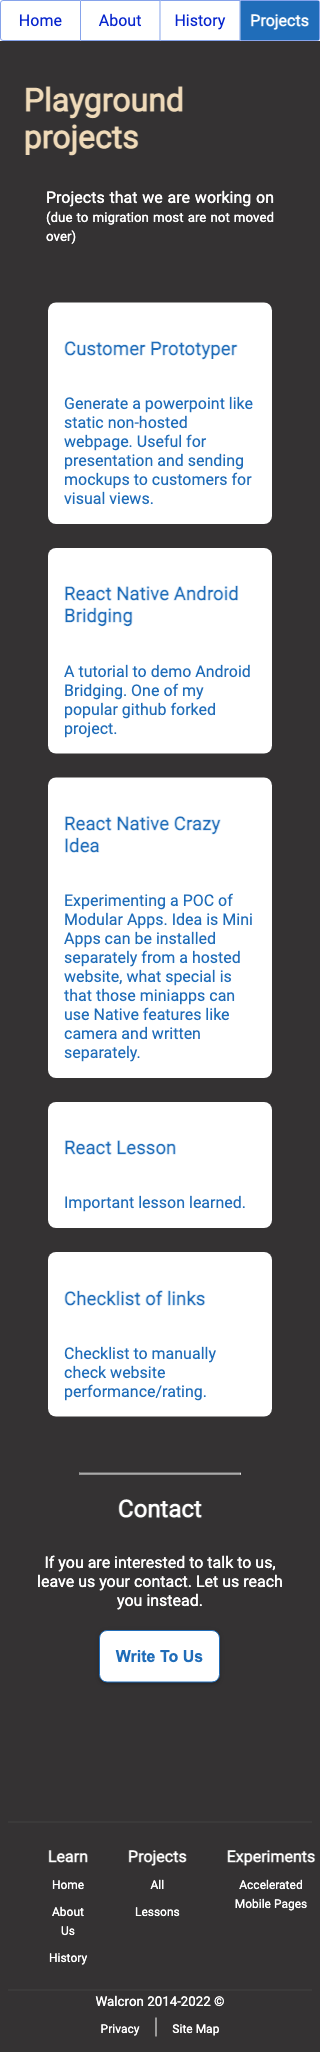 Home About History Projects
Playground
projects
Projects that we are working on
(due to migration most are not moved
over)
Customer Prototyper
Generate a powerpoint like
static non-hosted
webpage. Useful for
presentation and sending
mockups to customers for
visual views.
React Native Android
Bridging
A tutorial to demo Android
Bridging. One of my
popular github forked
project.
React Native Crazy
Idea
Experimenting a POC of
Modular Apps. Idea is Mini
Apps can be installed
separately from a hosted
website, what special is
that those miniapps can
use Native features like
camera and written
separately.
React Lesson
Important lesson learned.
Checklist of links
Checklist to manually
check website
performance/rating.
Contact
If you are interested to talk to us,
leave us your contact. Let us reach
you instead.
Write To Us
Learn
Home
About
Us
History
Projects
All
Lessons
Experiments
Accelerated
Mobile Pages
Walcron 2014-2022 ©
Privacy | Site Map